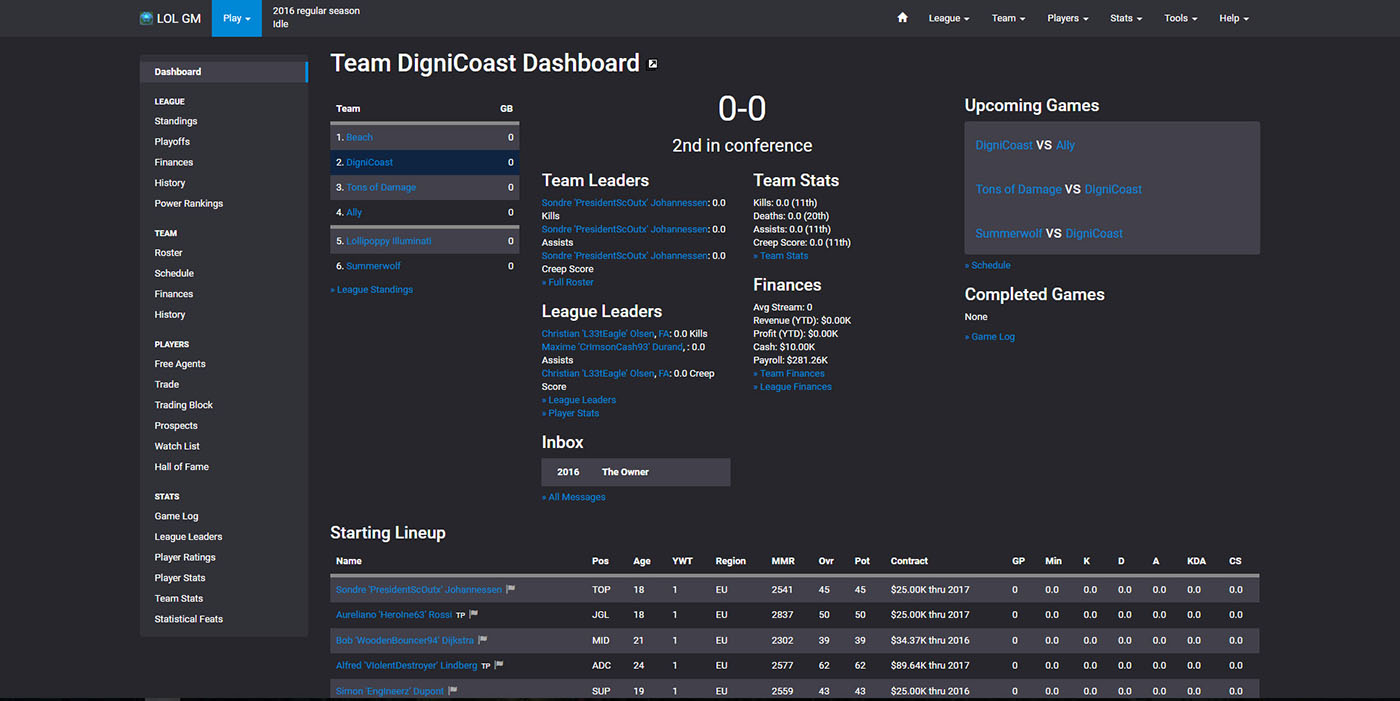 LOL GM
Play
2016 regular season
Idle
League
Team
Players
Stats
Tools
Help
Dashboard
LEAGUE
Standings
Playoffs
Finances
History
Power Rankings
TEAM
Roster
Schedule
Finances
History
PLAYERS
Free Agents
Trade
Trading Block
Prospects
Watch List
Hall of Fame
STATS
Game Log
League Leaders
Player Ratings
Player Stats
Team Stats
Statistical Feats
Team DigniCoast Dashboard
Team GB
1. Beach 0
2. DigniCoast 0
3. Tons of Damage 0
4. Ally 0
5. Lollipoppy Illuminati 0
6. Summerwolf 0
» League Standings
0-0
2nd in conference
Team Leaders
Sondre 'PresidentScOutx' Johannessen: 0.0
Kills
Sondre 'PresidentScOutx' Johannessen: 0.0
Assists
Sondre 'PresidentScOutx' Johannessen: 0.0
Creep Score
» Full Roster
League Leaders
Christian 'L33tEagle' Olsen, FA: 0.0 Kills
Maxime 'CrImsonCash93' Durand, : 0.0
Assists
Christian 'L33tEagle' Olsen, FA: 0.0 Creep
Score
» League Leaders
» Player Stats
Inbox
2016 The Owner
» All Messages
Team Stats
Kills: 0.0 (11th)
Deaths: 0.0 (20th)
Assists: 0.0 (11th)
Creep Score: 0.0 (11th)
» Team Stats
Finances
Avg Stream: 0
Revenue (YTD): $0.00K
Profit (YTD): $0.00K
Cash: $10.00K
Payroll: $281.26K
» Team Finances
» League Finances
Upcoming Games
DigniCoast VS Ally
Tons of Damage VS DigniCoast
Summerwolf VS DigniCoast
» Schedule
Completed Games
None
» Game Log
Starting Lineup
Name Pos Age YWT Region MMR Ovr Pot Contract GP Min K D A KDA CS
Sondre 'PresidentScOutx' Johannessen TOP 18 1 EU 2541 45 45 $25.00K thru 2017 0 0.0 0.0 0.0 0.0 0.0 0.0
Aureliano 'HeroIne63' Rossi TP JGL 18 1 EU 2837 50 50 $25.00K thru 2017 0 0.0 0.0 0.0 0.0 0.0 0.0
Bob 'WoodenBouncer94' Dijkstra MID 21 1 EU 2302 39 39 $34.37K thru 2016 0 0.0 0.0 0.0 0.0 0.0 0.0
Alfred 'VIolentDestroyer' Lindberg TP ADC 24 1 EU 2577 62 62 $89.64K thru 2017 0 0.0 0.0 0.0 0.0 0.0 0.0
Simon 'EngIneerz' Dupont SUP 19 1 EU 2559 43 43 $25.00K thru 2016 0 0.0 0.0 0.0 0.0 0.0 0.0